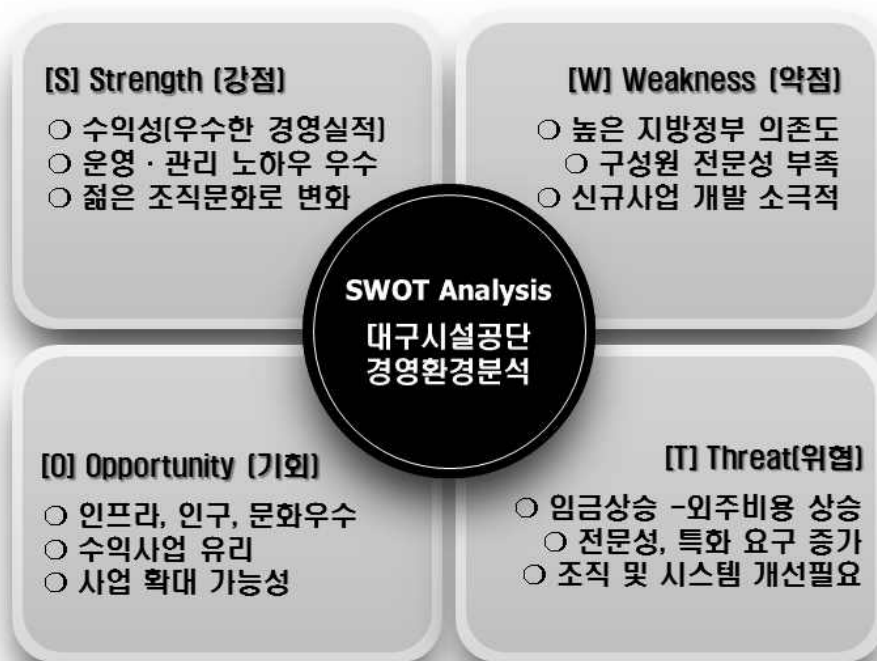 [S] Strength (강점)
❍ 수익성(우수한 경영실적)
❍ 운영 · 관리 노하우 우수
❍ 젊은 조직문화로 변화
[W] Weakness (약점)
❍ 높은 지방정부 의존도
❍ 구성원 전문성 부족
❍ 신규사업 개발 소극적
SWOT Analysis
대구시설공단
경영환경분석
[O] Opportunity (기회)
❍ 인프라, 인구, 문화우수
❍ 수익사업 유리
❍ 사업 확대 가능성
[T] Threat(위협)
❍ 임금상승 -외주비용 상승
❍ 전문성, 특화 요구 증가
❍ 조직 및 시스템 개선필요